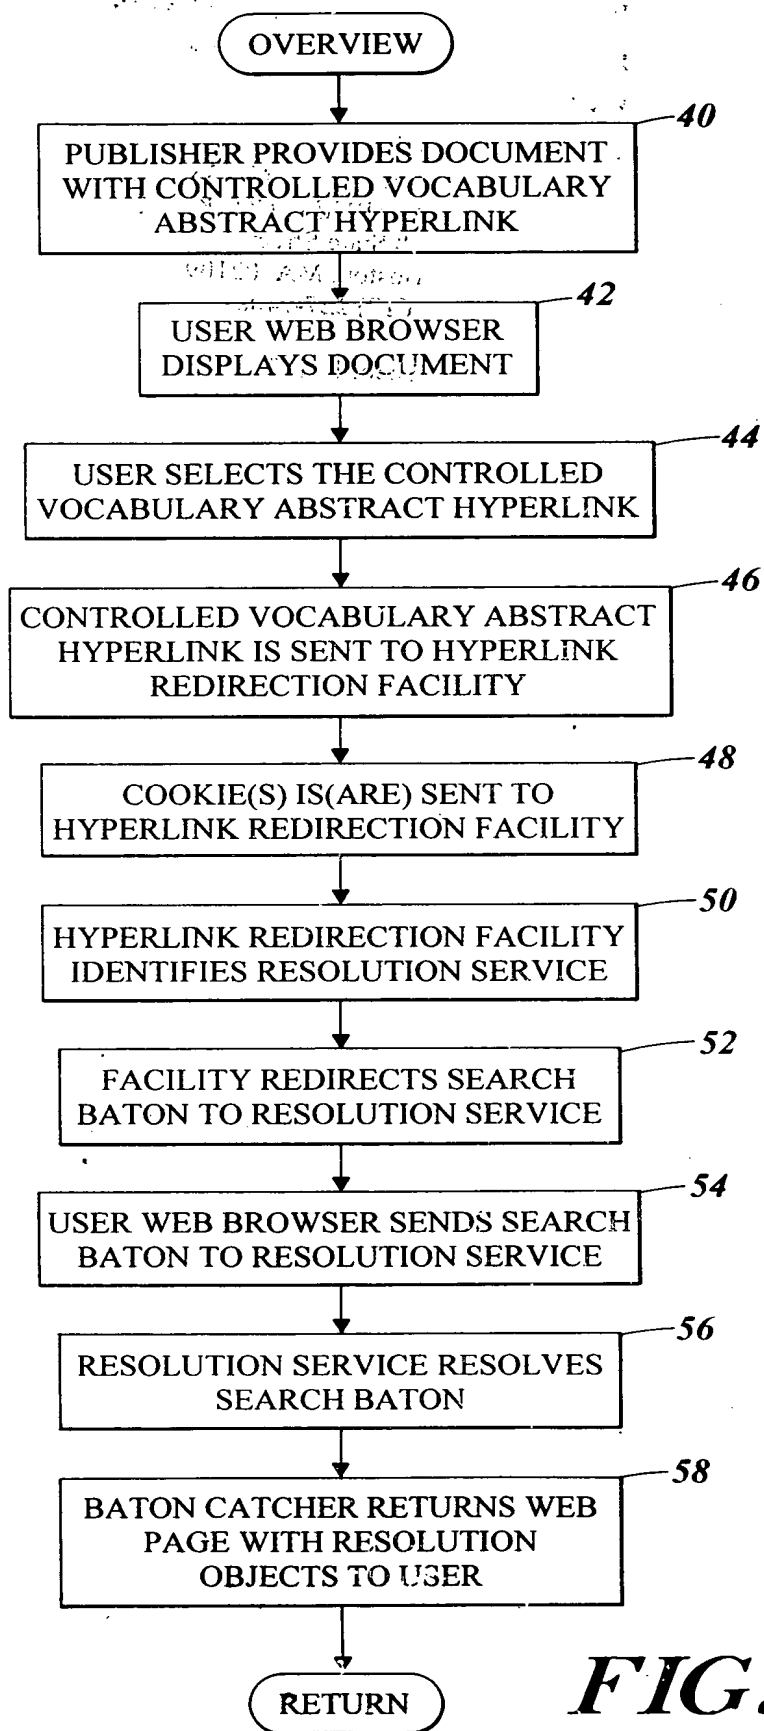 OVERVIEW
40
PUBLISHER PROVIDES DOCUMENT
WITH CONTROLLED VOCABULARY
ABSTRACT HYPERLINK
42
USER WEB BROWSER
DISPLAYS DOCUMENT
44
USER SELECTS THE CONTROLLED
VOCABULARY ABSTRACT HYPERLINK
46
CONTROLLED VOCABULARY ABSTRACT
HYPERLINK IS SENT TO HYPERLINK
REDIRECTION FACILITY
48
COOKIE(S) IS(ARE) SENT TO
HYPERLINK REDIRECTION FACILITY
50
HYPERLINK REDIRECTION FACILITY
IDENTIFIES RESOLUTION SERVICE
52
FACILITY REDIRECTS SEARCH
BATON TO RESOLUTION SERVICE
54
USER WEB BROWSER SENDS SEARCH
BATON TO RESOLUTION SERVICE
56
RESOLUTION SERVICE RESOLVES
SEARCH BATON
58
BATON CATCHER RETURNS WEB
PAGE WITH RESOLUTION
OBJECTS TO USER
RETURN
FIG.